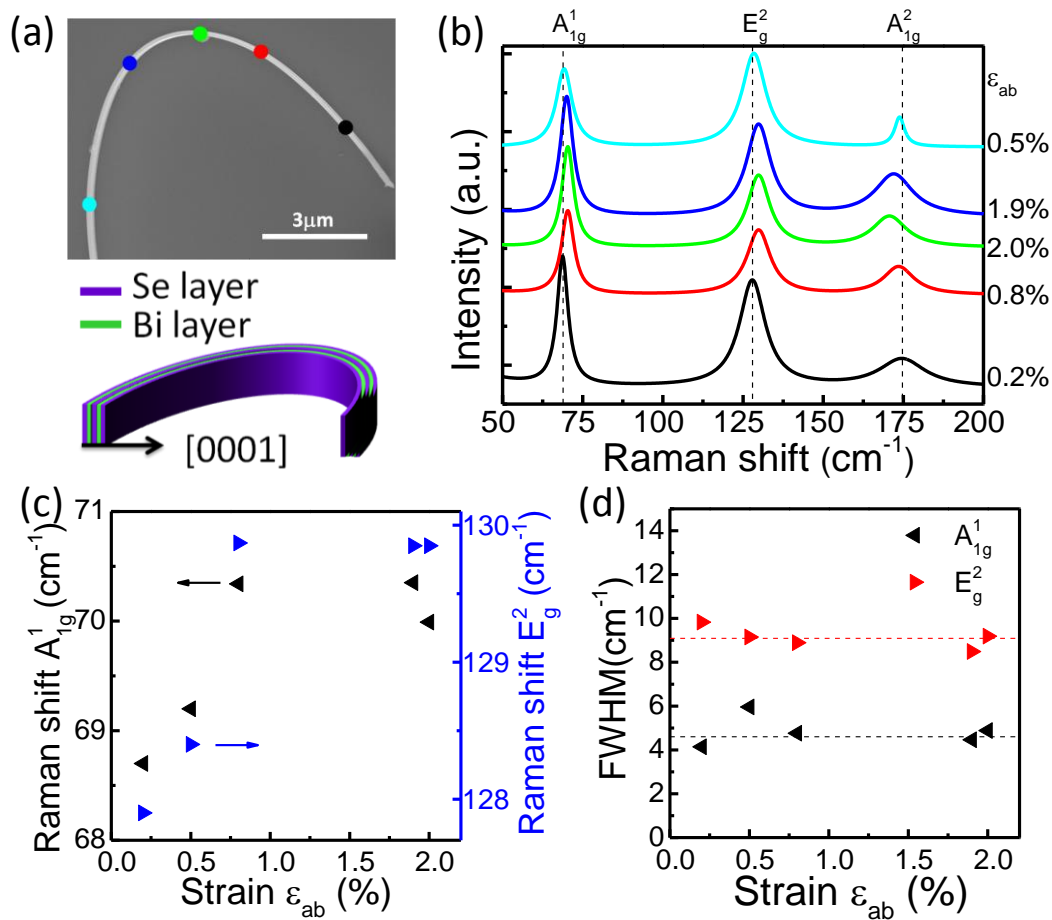 (a)
3μm
Se layer
Bi layer
[0001]
(b)
A¹1g E²g A²1g
εab
0.5%
1.9%
2.0%
0.8%
0.2%
Intensity (a.u.)
50 75 100 125 150 175 200
Raman shift (cm⁻¹)
(c)
71
70
69
68
Raman shift A¹1g (cm⁻¹)
130
129
128
Raman shift E²g (cm⁻¹)
0.0 0.5 1.0 1.5 2.0
Strain εab (%)
(d)
14
12
10
8
6
4
2
0
FWHM(cm⁻¹)
A¹1g
E²g
0.0 0.5 1.0 1.5 2.0
Strain εab (%)